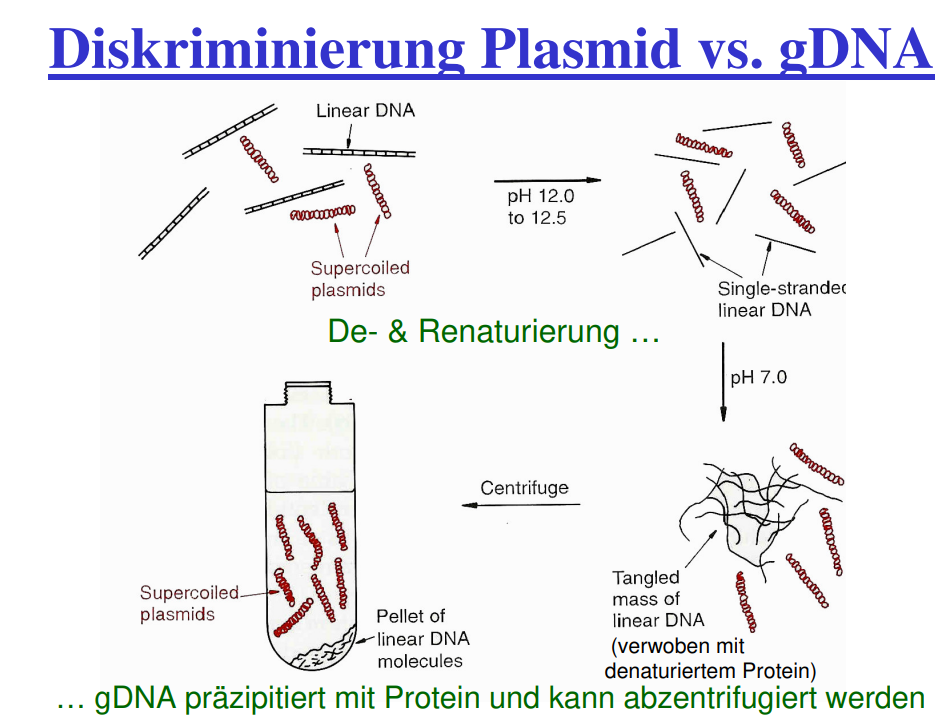 Diskriminierung Plasmid vs. gDNA
Linear DNA
pH 12.0
to 12.5
Supercoiled
plasmids
Single-stranded
linear DNA
De- & Renaturierung …
pH 7.0
Centrifuge
Tangled
mass of
linear DNA
(verwoben mit
denaturiertem Protein)
Supercoiled
plasmids
Pellet of
linear DNA
molecules
… gDNA präzipitiert mit Protein und kann abzentrifugiert werden